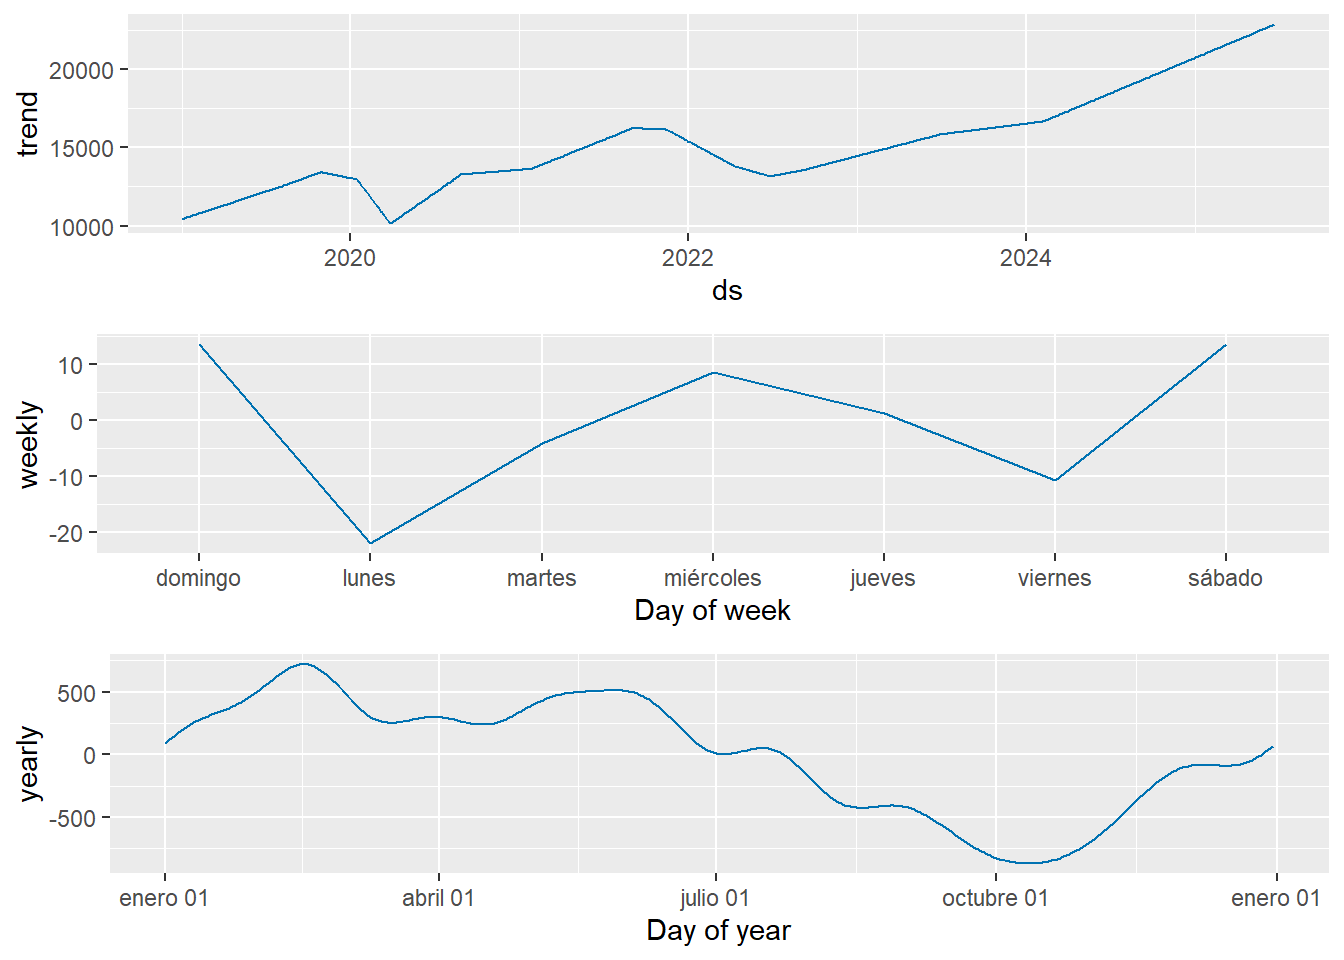 trend
20000
15000
10000
2020 2022 2024
ds
weekly
10
0
-10
-20
domingo lunes martes miércoles jueves viernes sábado
Day of week
yearly
500
0
-500
enero 01 abril 01 julio 01 octubre 01 enero 01
Day of year